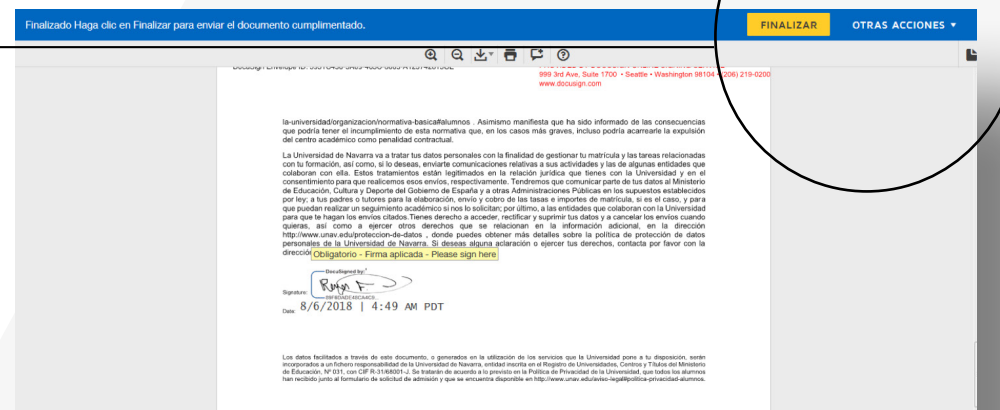 Finalizado Haga clic en Finalizar para enviar el documento cumplimentado.
FINALIZAR
OTRAS ACCIONES
999 3rd Ave, Suite 1700 • Seattle • Washington 98104 • (206) 219-0200
www.docusign.com
la-universidad/organizacion/normativa-basica#alumnos . Asimismo manifiesta que ha sido informado de las consecuencias
que podría tener el incumplimiento de esta normativa que, en los casos más graves, incluso podría acarrearle la expulsión
del centro académico como penalidad contractual.
La Universidad de Navarra va a tratar tus datos personales con la finalidad de gestionar tu matrícula y las tareas relacionadas
con tu formación, así como, si lo deseas, enviarte comunicaciones relativas a sus actividades y las de algunas entidades que
colaboran con ella. Estos tratamientos están legitimados en la relación jurídica que tienes con la Universidad y en el
consentimiento para que realicemos esos envíos, respectivamente. Tendremos que comunicar parte de tus datos al Ministerio
de Educación, Cultura y Deporte del Gobierno de España y a otras Administraciones Públicas en los supuestos establecidos
por ley; a tus padres o tutores para la elaboración, envío y cobro de las tasas e importes de matrícula, si es el caso, y para
que puedan realizar un seguimiento académico si nos lo solicitan; por último, a las entidades que colaboran con la Universidad
para que te hagan los envíos citados.Tienes derecho a acceder, rectificar y suprimir tus datos y a cancelar los envíos cuando
quieras, así como a ejercer otros derechos que se relacionan en la información adicional, en la dirección
http://www.unav.edu/proteccion-de-datos , donde puedes obtener más detalles sobre la política de protección de datos
personales de la Universidad de Navarra. Si deseas alguna aclaración o ejercer tus derechos, contacta por favor con la
dirección
Obligatorio - Firma aplicada - Please sign here
DocuSigned by:
Signature:
Date: 8/6/2018 | 4:49 AM PDT
Los datos facilitados a través de este documento, o generados en la utilización de los servicios que la Universidad pone a tu disposición, serán
incorporados a un fichero responsabilidad de la Universidad de Navarra, entidad inscrita en el Registro de Universidades, Centros y Títulos del Ministerio
de Educación, Nº 031, con CIF R-31/68001-J. Se tratarán de acuerdo a lo previsto en la Política de Privacidad de la Universidad, que todos los alumnos
han recibido junto al formulario de solicitud de admisión y que se encuentra disponible en http://www.unav.edu/aviso-legal#política-privacidad-alumnos.